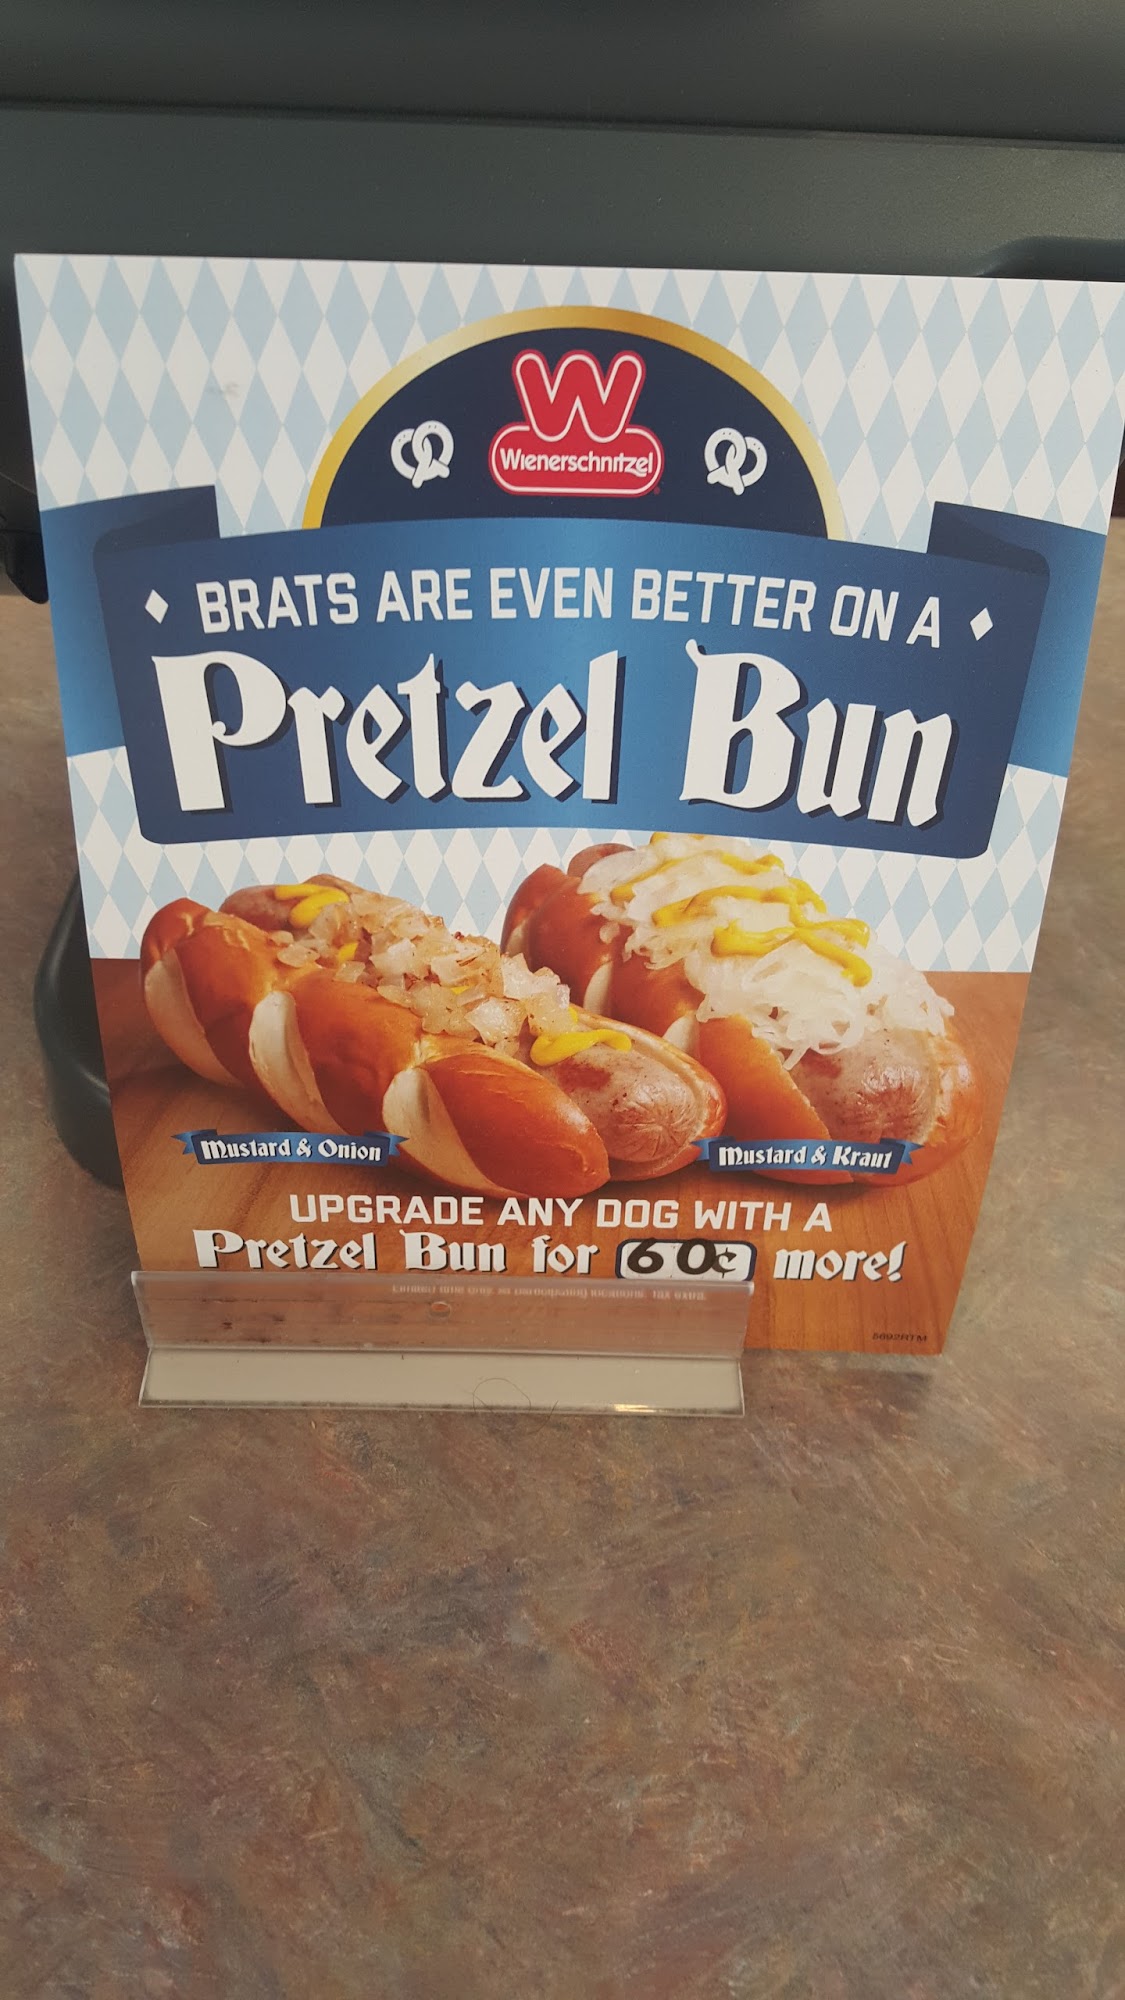 W
Wienerschnitzel
BRATS ARE EVEN BETTER ON A
Pretzel Bun
Mustard & Onion
Mustard & Kraut
UPGRADE ANY DOG WITH A
Pretzel Bun for 60¢ more!